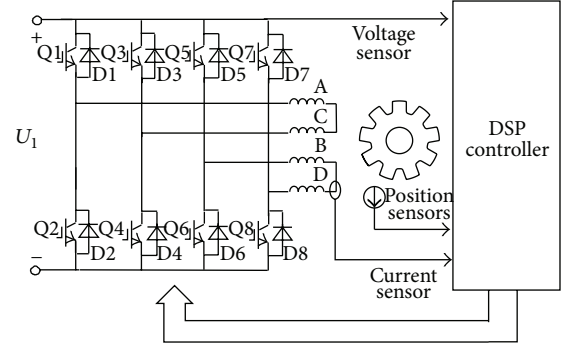 +
Voltage
sensor
Q1 Q3 Q5 Q7
D1 D3 D5 D7
A
C
B
D
U1
DSP
controller
Position
sensors
Q2 Q4 Q6 Q8
D2 D4 D6 D8
−
Current
sensor